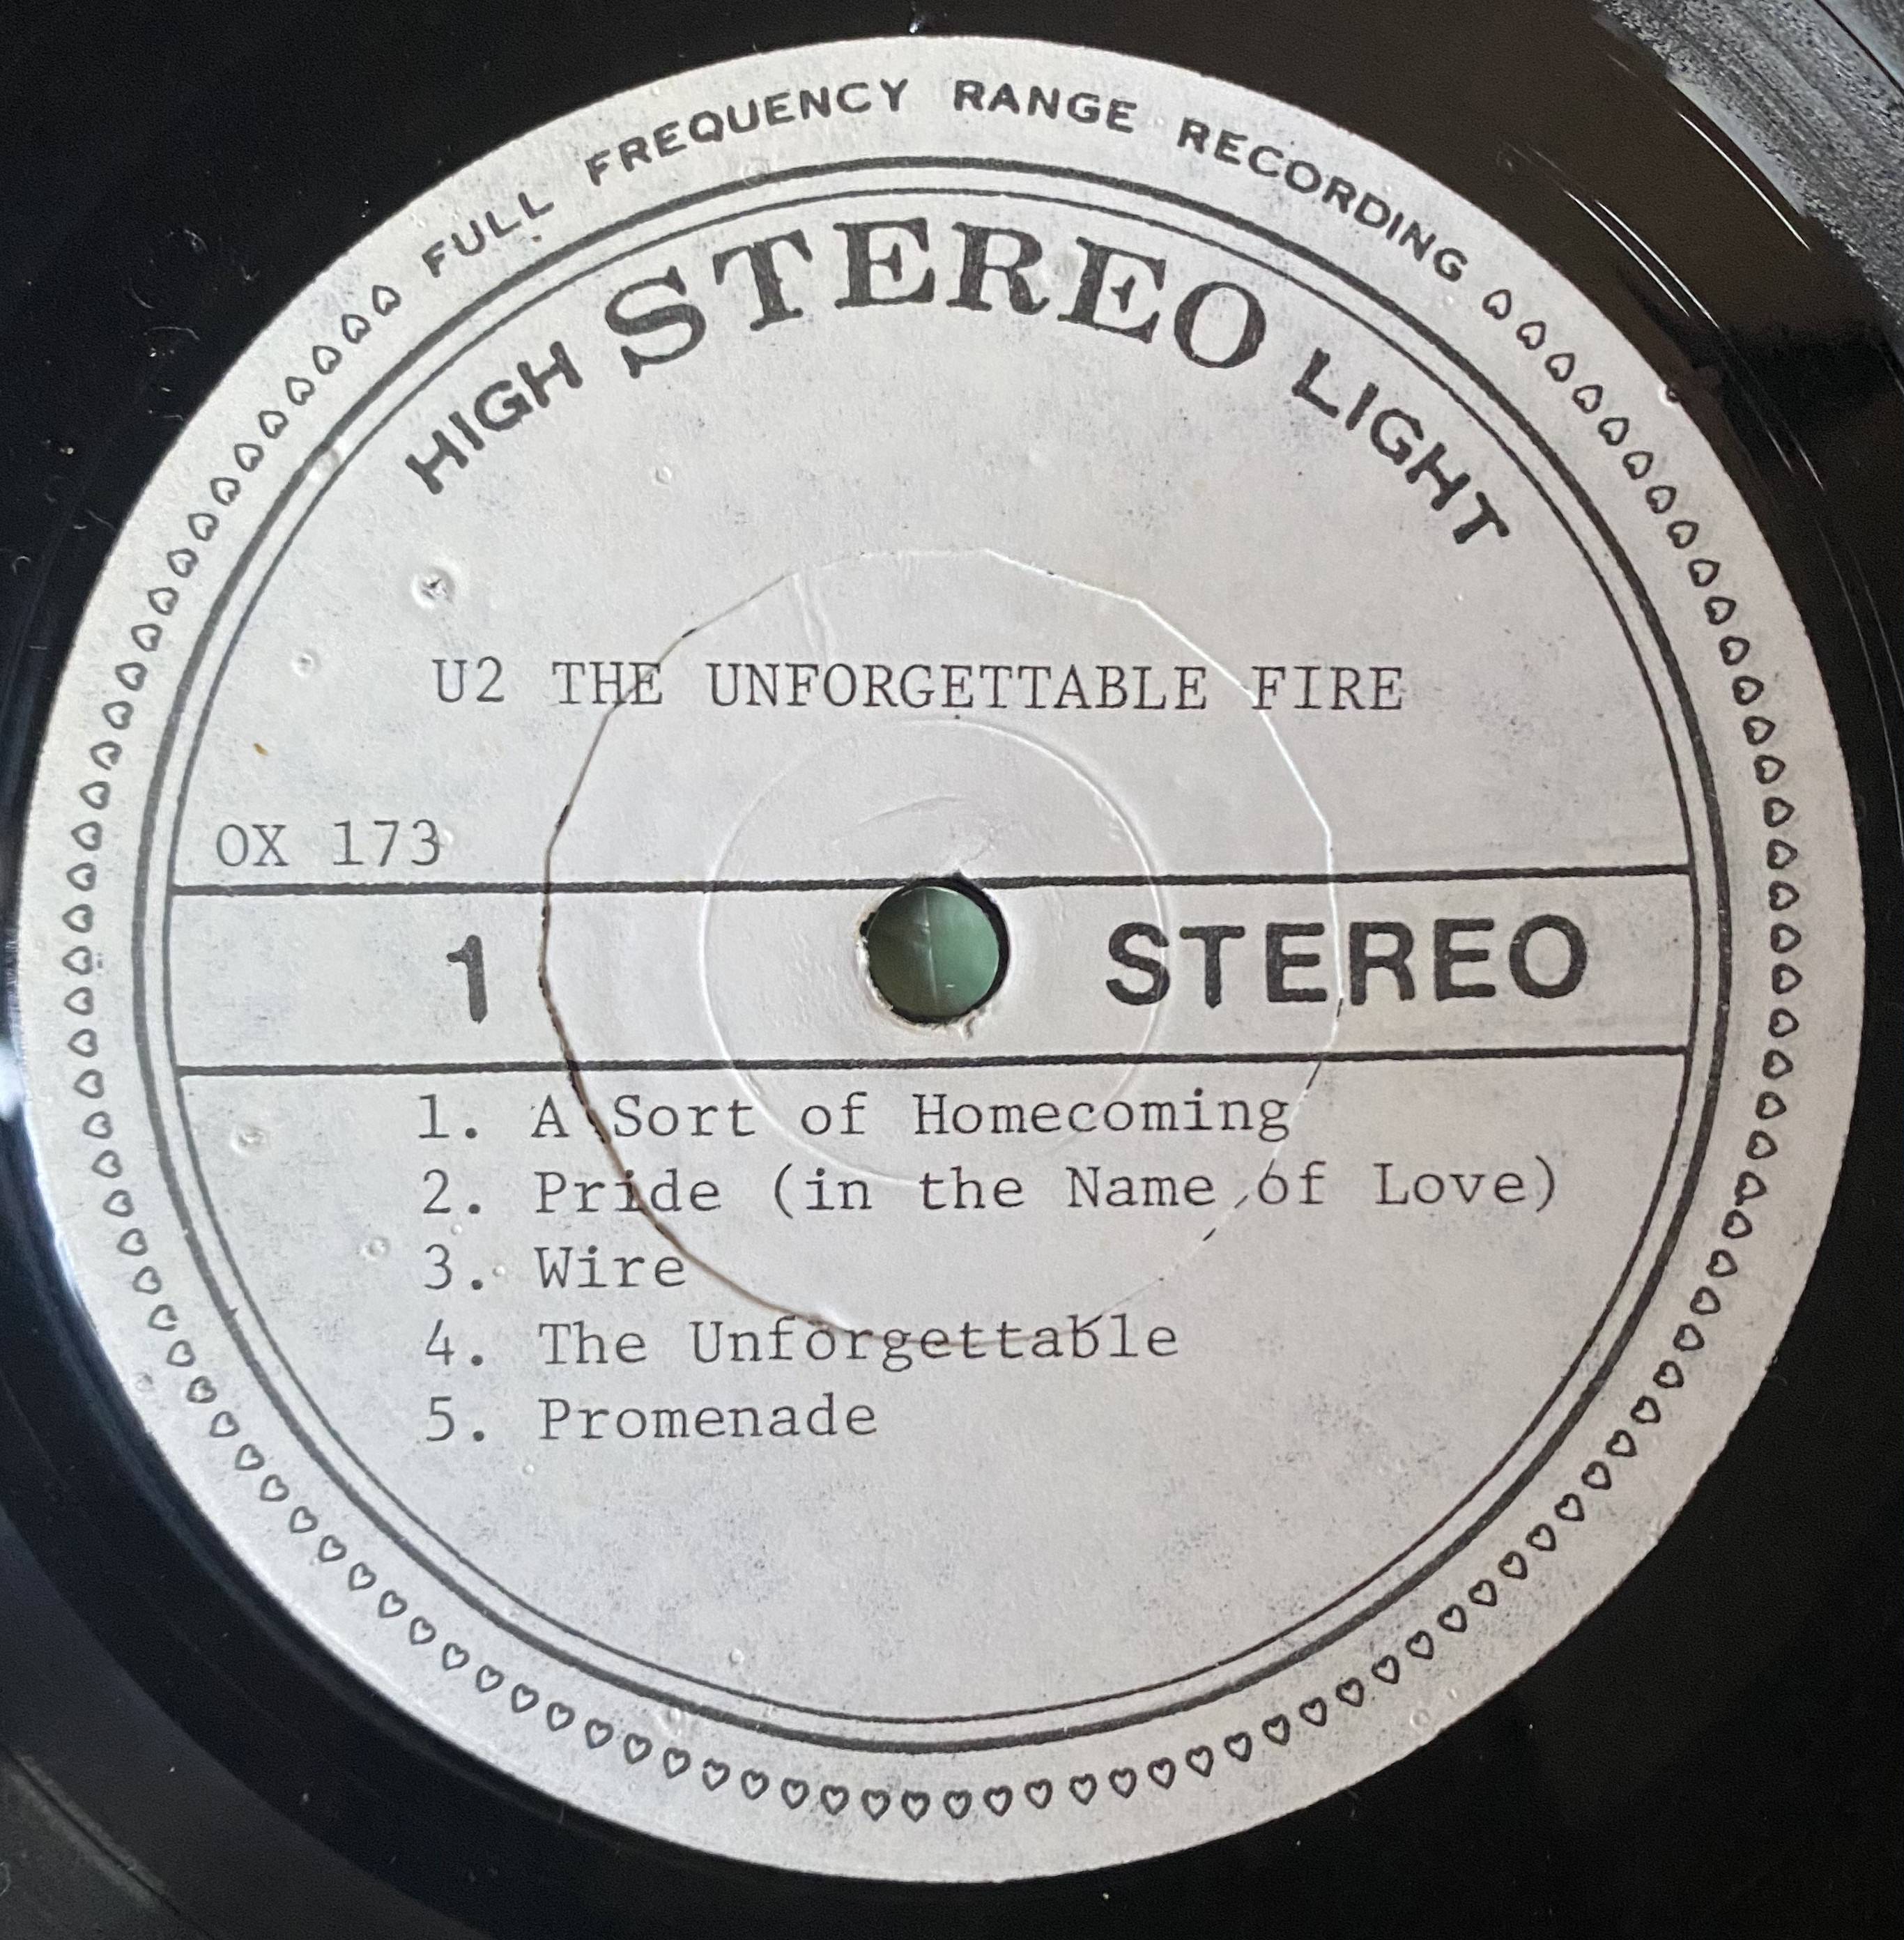 FULL FREQUENCY RANGE RECORDING
HIGH STEREO LIGHT
U2 THE UNFORGETTABLE FIRE
OX 173
1 STEREO
1. A Sort of Homecoming
2. Pride (in the Name of Love)
3. Wire
4. The Unforgettable
5. Promenade